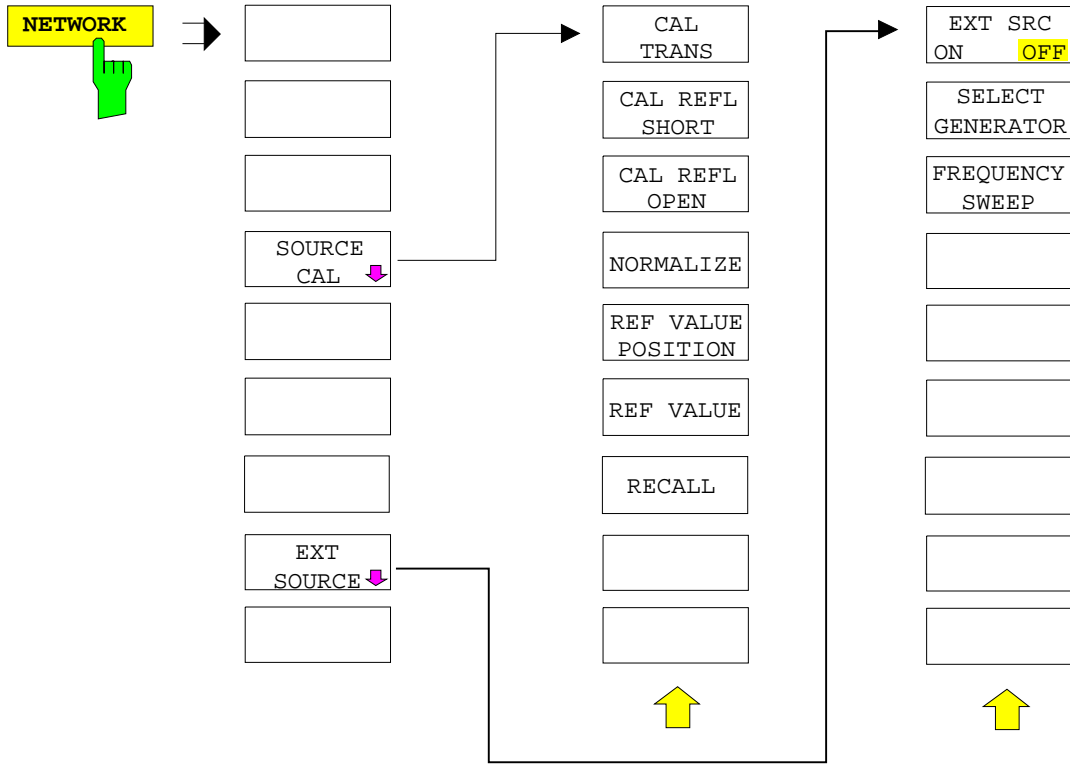 NETWORK
SOURCE
CAL
EXT
SOURCE
CAL
TRANS
CAL REFL
SHORT
CAL REFL
OPEN
NORMALIZE
REF VALUE
POSITION
REF VALUE
RECALL
EXT SRC
ON OFF
SELECT
GENERATOR
FREQUENCY
SWEEP